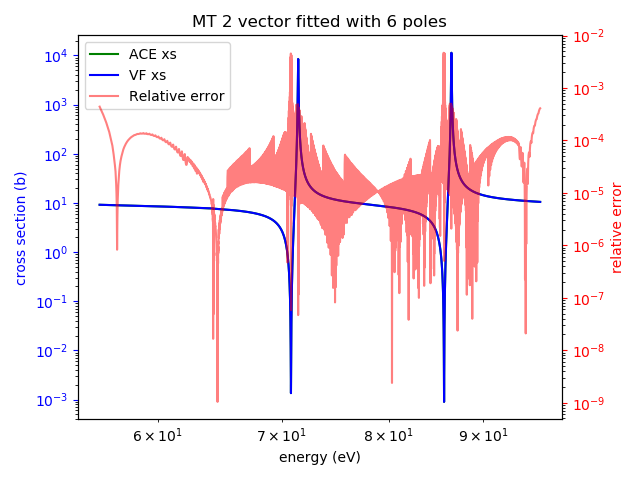 MT 2 vector fitted with 6 poles
ACE xs
VF xs
Relative error
cross section (b)
10⁴
10³
10²
10¹
10⁰
10⁻¹
10⁻²
10⁻³
10⁻²
10⁻³
10⁻⁴
10⁻⁵
10⁻⁶
10⁻⁷
10⁻⁸
10⁻⁹
relative error
6 × 10¹
7 × 10¹
8 × 10¹
9 × 10¹
energy (eV)